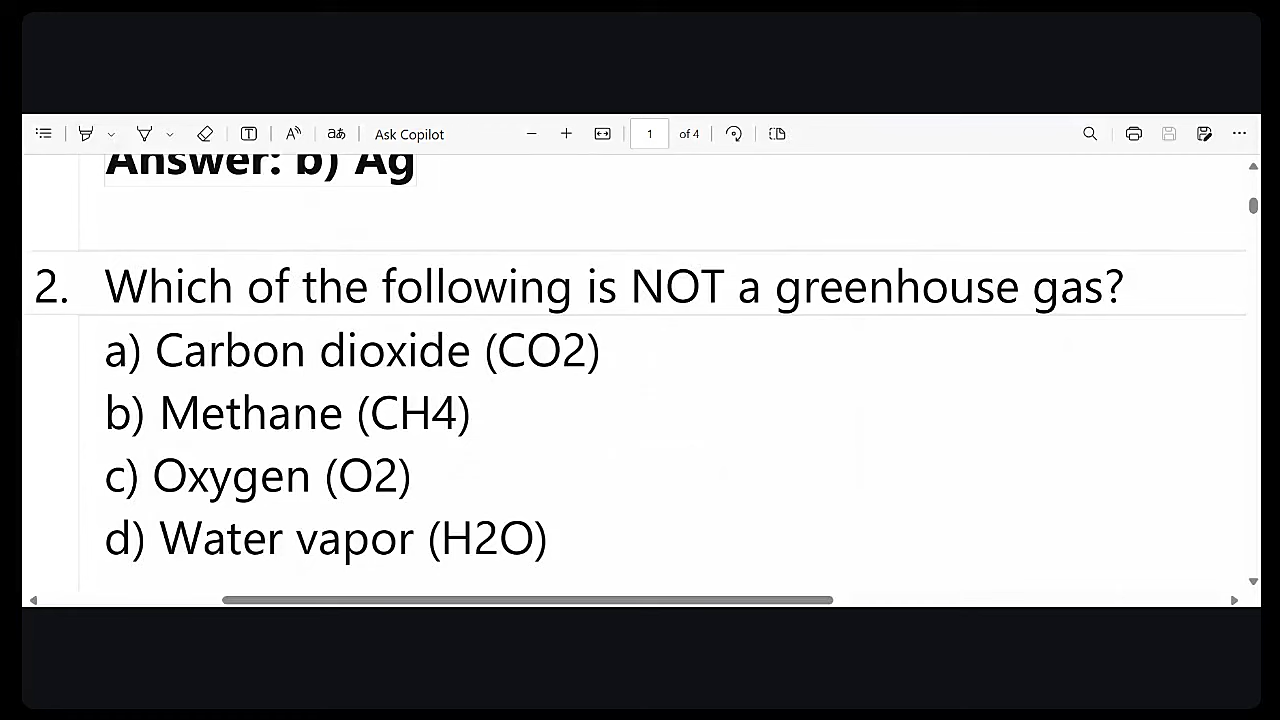 Ask Copilot
1 of 4
Answer: b) Ag
2. Which of the following is NOT a greenhouse gas?
a) Carbon dioxide (CO2)
b) Methane (CH4)
c) Oxygen (O2)
d) Water vapor (H2O)